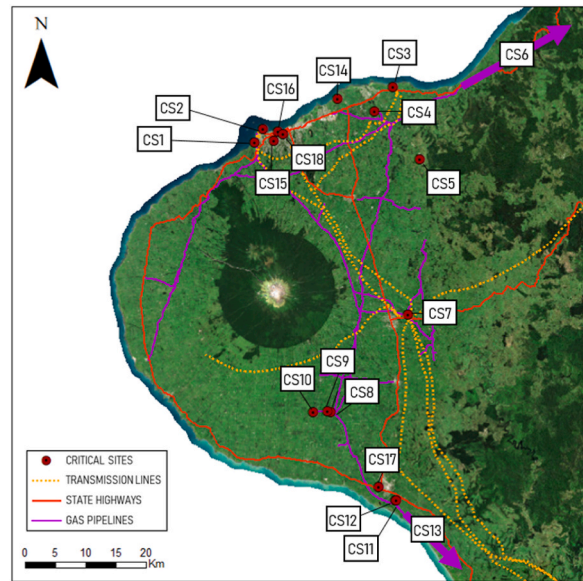 N
CS3
CS6
CS14
CS16
CS2
CS4
CS1
CS18
CS15
CS5
CS7
CS9
CS10
CS8
CS17
CS12
CS13
CS11
CRITICAL SITES
TRANSMISSION LINES
STATE HIGHWAYS
GAS PIPELINES
0 5 10 15 20
Km